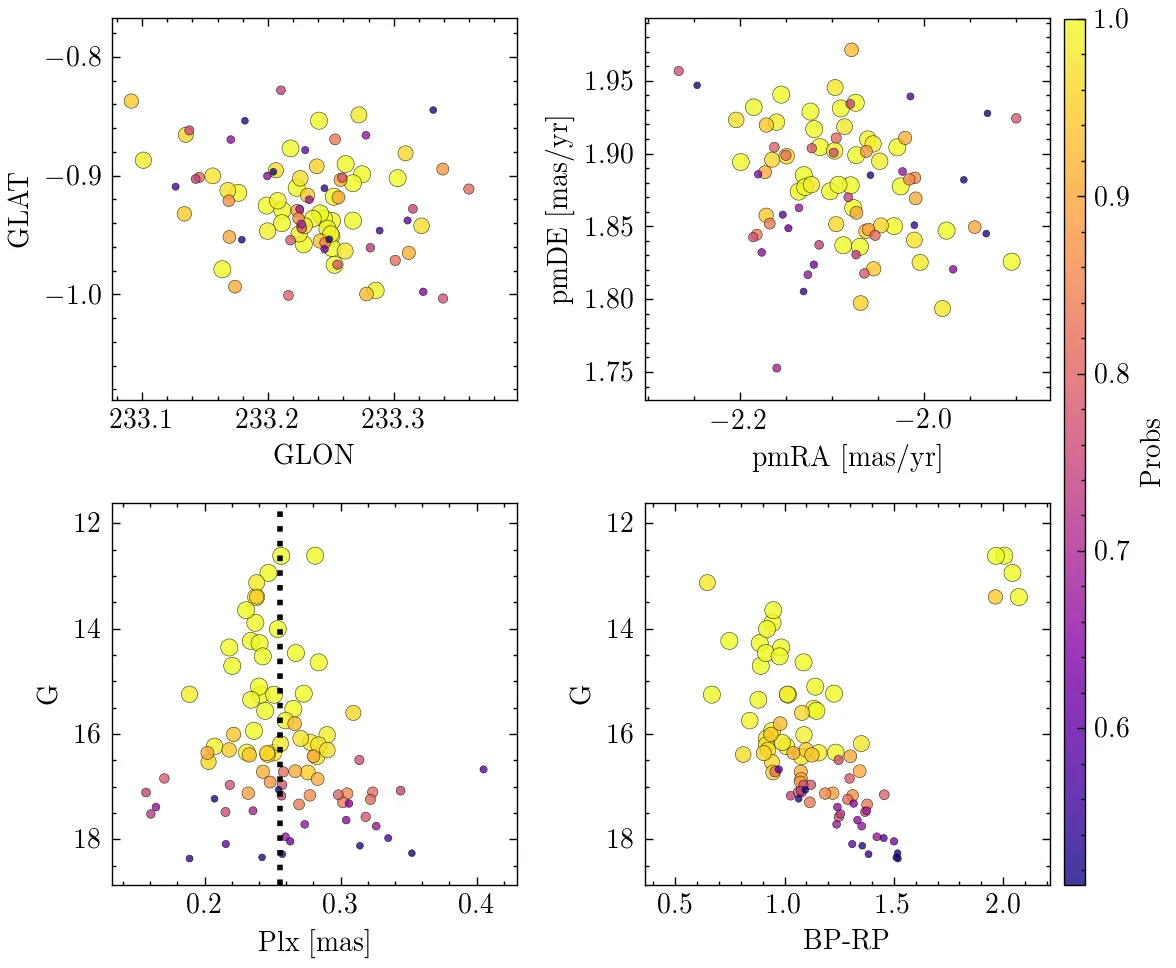 −0.8
−0.9
−1.0
GLAT
233.1 233.2 233.3
GLON
1.95
1.90
1.85
1.80
1.75
pmDE [mas/yr]
−2.2 −2.0
pmRA [mas/yr]
12
14
16
18
G
0.2 0.3 0.4
Plx [mas]
12
14
16
18
G
0.5 1.0 1.5 2.0
BP-RP
1.0
0.9
0.8
0.7
0.6
Probs